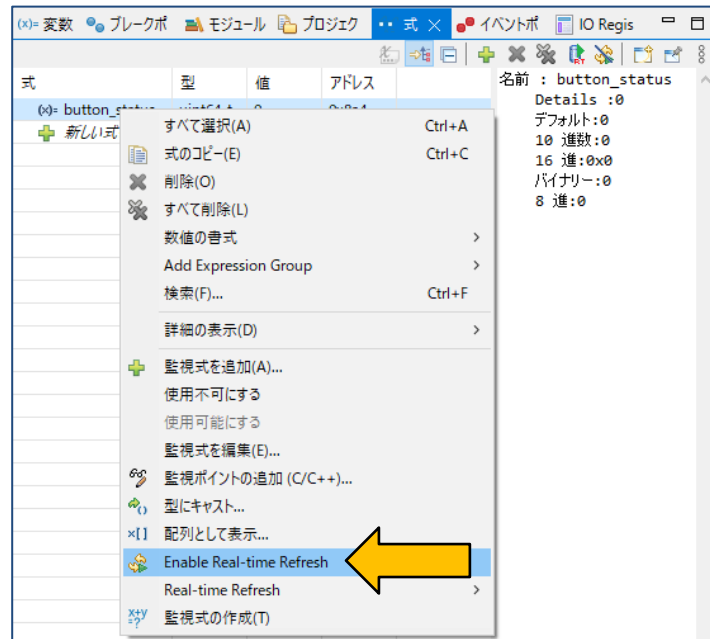 (x)= 変数 ブレークポ モジュール プロジェク 式 イベントポ IO Regis
式 型 値 アドレス
(x)= button_status
新しい式
すべて選択(A) Ctrl+A
式のコピー(E) Ctrl+C
削除(O)
すべて削除(L)
数値の書式
Add Expression Group
検索(F)... Ctrl+F
詳細の表示(D)
監視式を追加(A)...
使用不可にする
使用可能にする
監視式を編集(E)...
監視ポイントの追加 (C/C++)...
型にキャスト...
配列として表示...
Enable Real-time Refresh
Real-time Refresh
監視式の作成(T)
名前 : button_status
Details :0
デフォルト:0
10 進数:0
16 進:0x0
バイナリー:0
8 進:0